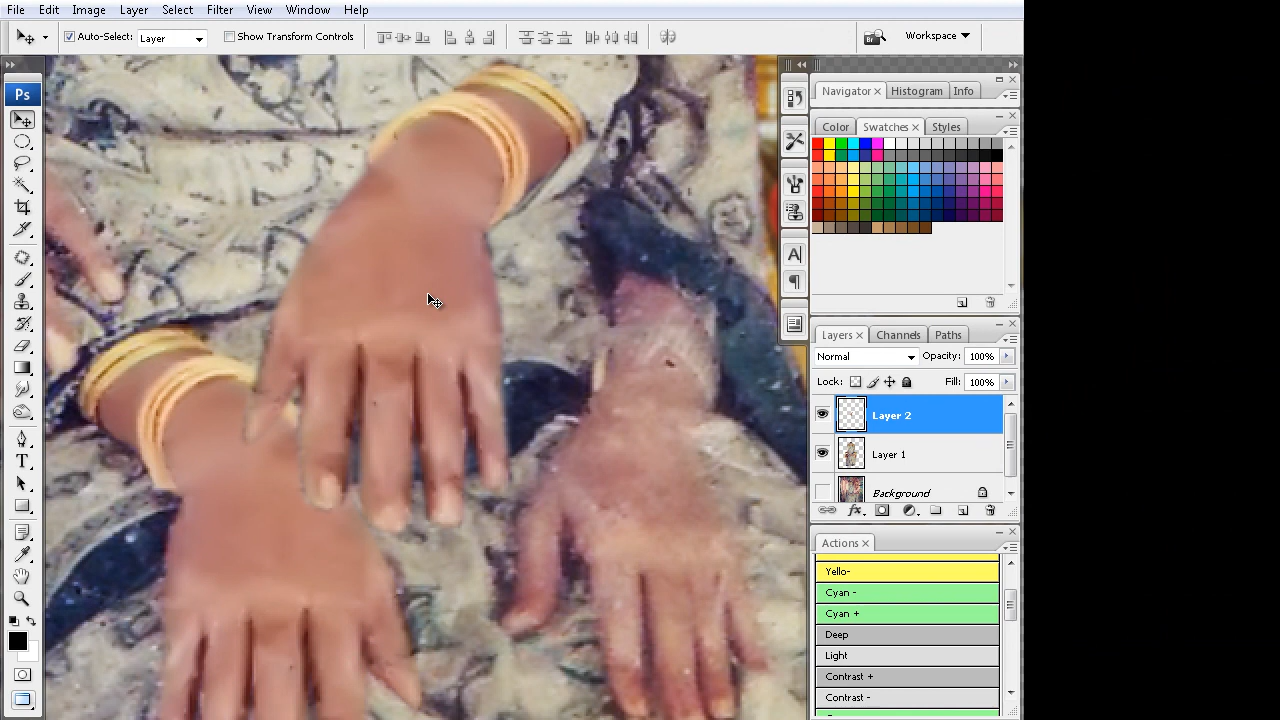 File Edit Image Layer Select Filter View Window Help
Auto-Select: Layer Show Transform Controls Br Workspace
Ps
Navigator × Histogram Info
Color Swatches × Styles
T
A
Layers × Channels Paths
Normal Opacity: 100%
Lock: Fill: 100%
Layer 2
Layer 1
Background
fx
Actions ×
Yello-
Cyan -
Cyan +
Deep
Light
Contrast +
Contrast -